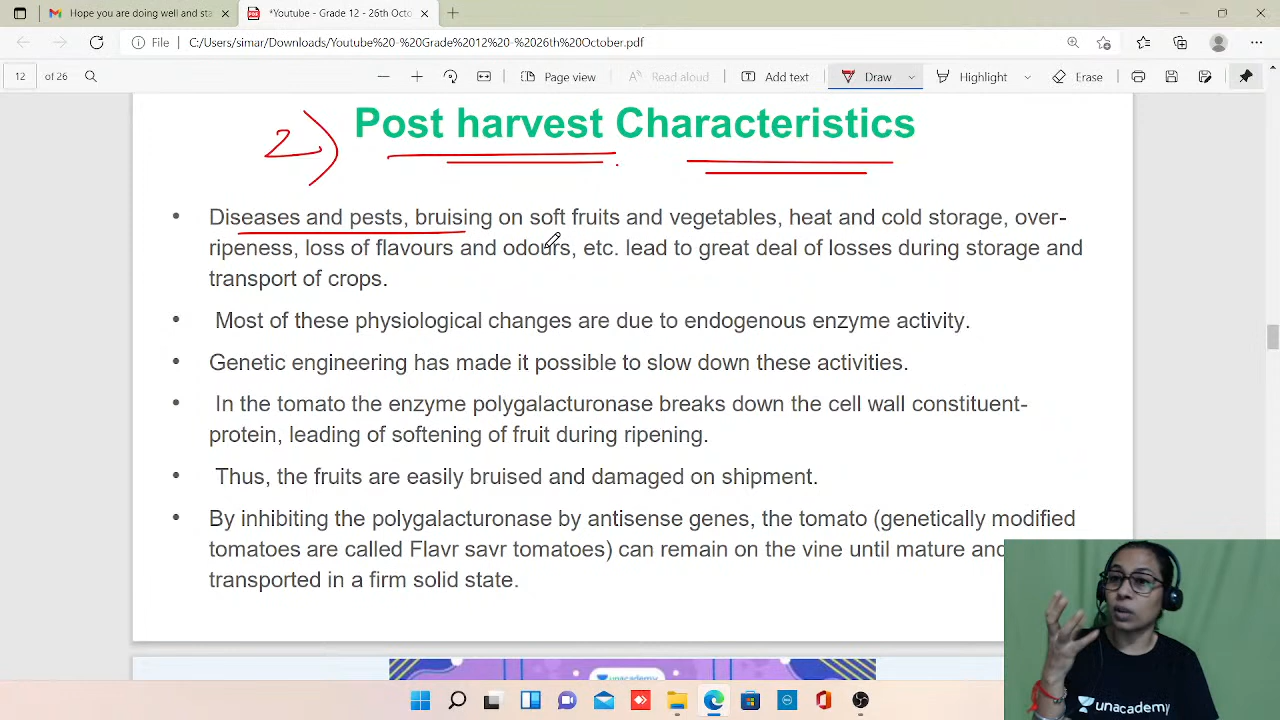 Hope you are doing well and sta
*Youtube - Grade 12 - 26th Octo
File
C:/Users/simar/Downloads/Youtube%20-%20Grade%2012%20-%2026th%20October.pdf
12 of 26
Page view
Read aloud
Add text
Draw
Highlight
Erase
2)
Post harvest Characteristics
• Diseases and pests, bruising on soft fruits and vegetables, heat and cold storage, over-
ripeness, loss of flavours and odours, etc. lead to great deal of losses during storage and
transport of crops.
• Most of these physiological changes are due to endogenous enzyme activity.
• Genetic engineering has made it possible to slow down these activities.
• In the tomato the enzyme polygalacturonase breaks down the cell wall constituent-
protein, leading of softening of fruit during ripening.
• Thus, the fruits are easily bruised and damaged on shipment.
• By inhibiting the polygalacturonase by antisense genes, the tomato (genetically modified
tomatoes are called Flavr savr tomatoes) can remain on the vine until mature and
transported in a firm solid state.
unacademy
unacademy